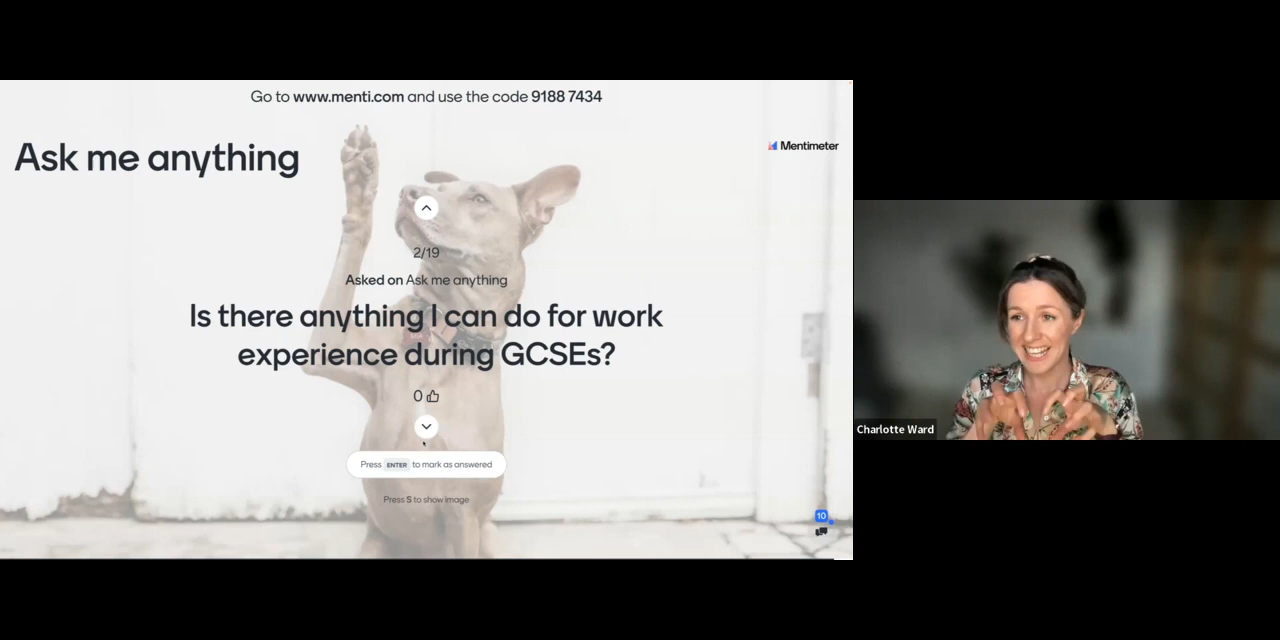 Go to www.menti.com and use the code 9188 7434
Ask me anything
Mentimeter
2/19
Asked on Ask me anything
Is there anything I can do for work
experience during GCSEs?
0
Press ENTER to mark as answered
Press S to show image
10
Charlotte Ward